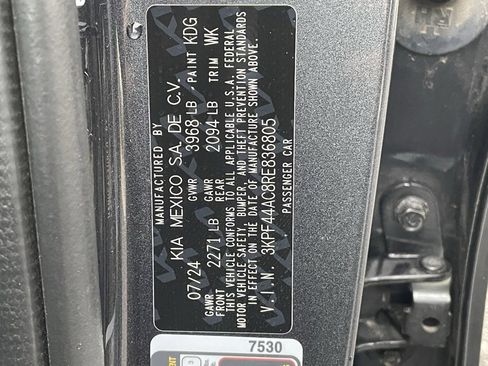 MANUFACTURED BY
KIA MEXICO S.A. DE C.V.
07/24 GVWR 3968 LB PAINT KDG
GAWR FRONT 2271 LB GAWR REAR 2094 LB TRIM WK
THIS VEHICLE CONFORMS TO ALL APPLICABLE U.S.A. FEDERAL
MOTOR VEHICLE SAFETY, BUMPER, AND THEFT PREVENTION STANDARDS
IN EFFECT ON THE DATE OF MANUFACTURE SHOWN ABOVE.
V.I.N. 3KPF44AC8RE836805
PASSENGER CAR
7530